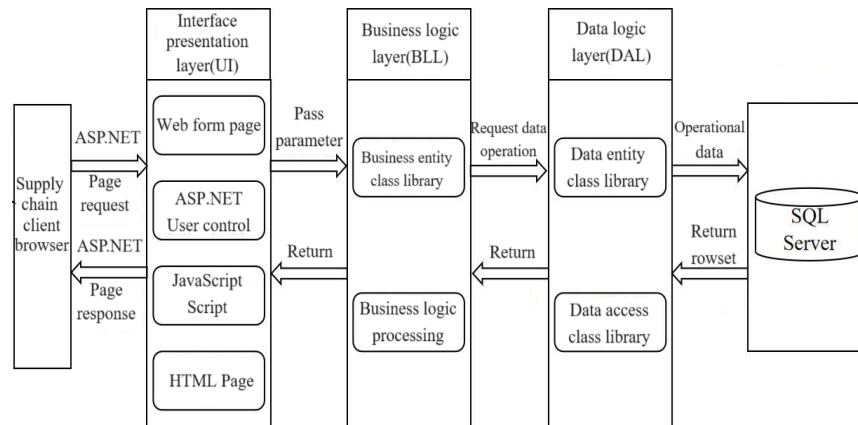 Interface
presentation
layer(UI)
Business logic
layer(BLL)
Data logic
layer(DAL)
Supply
chain
client
browser
ASP.NET
Page
request
ASP.NET
Page
response
Web form page
ASP.NET
User control
JavaScript
Script
HTML Page
Pass
parameter
Return
Business entity
class library
Business logic
processing
Request data
operation
Return
Data entity
class library
Data access
class library
Operational
data
Return
rowset
SQL
Server